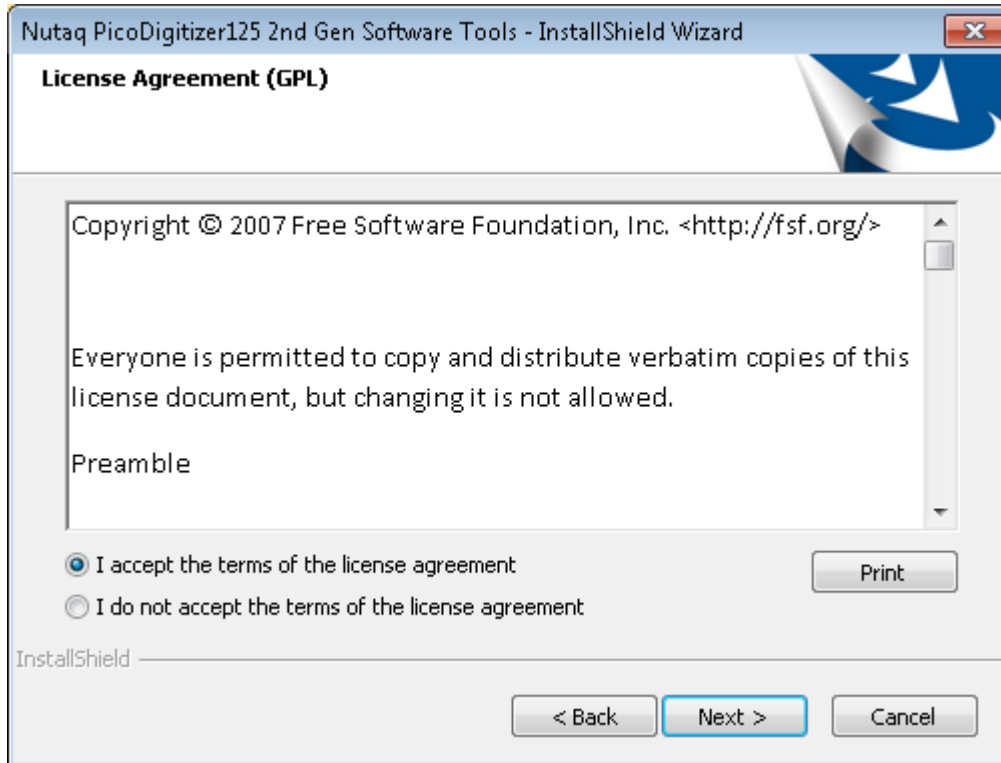 Nutaq PicoDigitizer125 2nd Gen Software Tools - InstallShield Wizard
License Agreement (GPL)
Copyright © 2007 Free Software Foundation, Inc. <http://fsf.org/>
Everyone is permitted to copy and distribute verbatim copies of this
license document, but changing it is not allowed.
Preamble
I accept the terms of the license agreement
Print
I do not accept the terms of the license agreement
InstallShield
< Back
Next >
Cancel